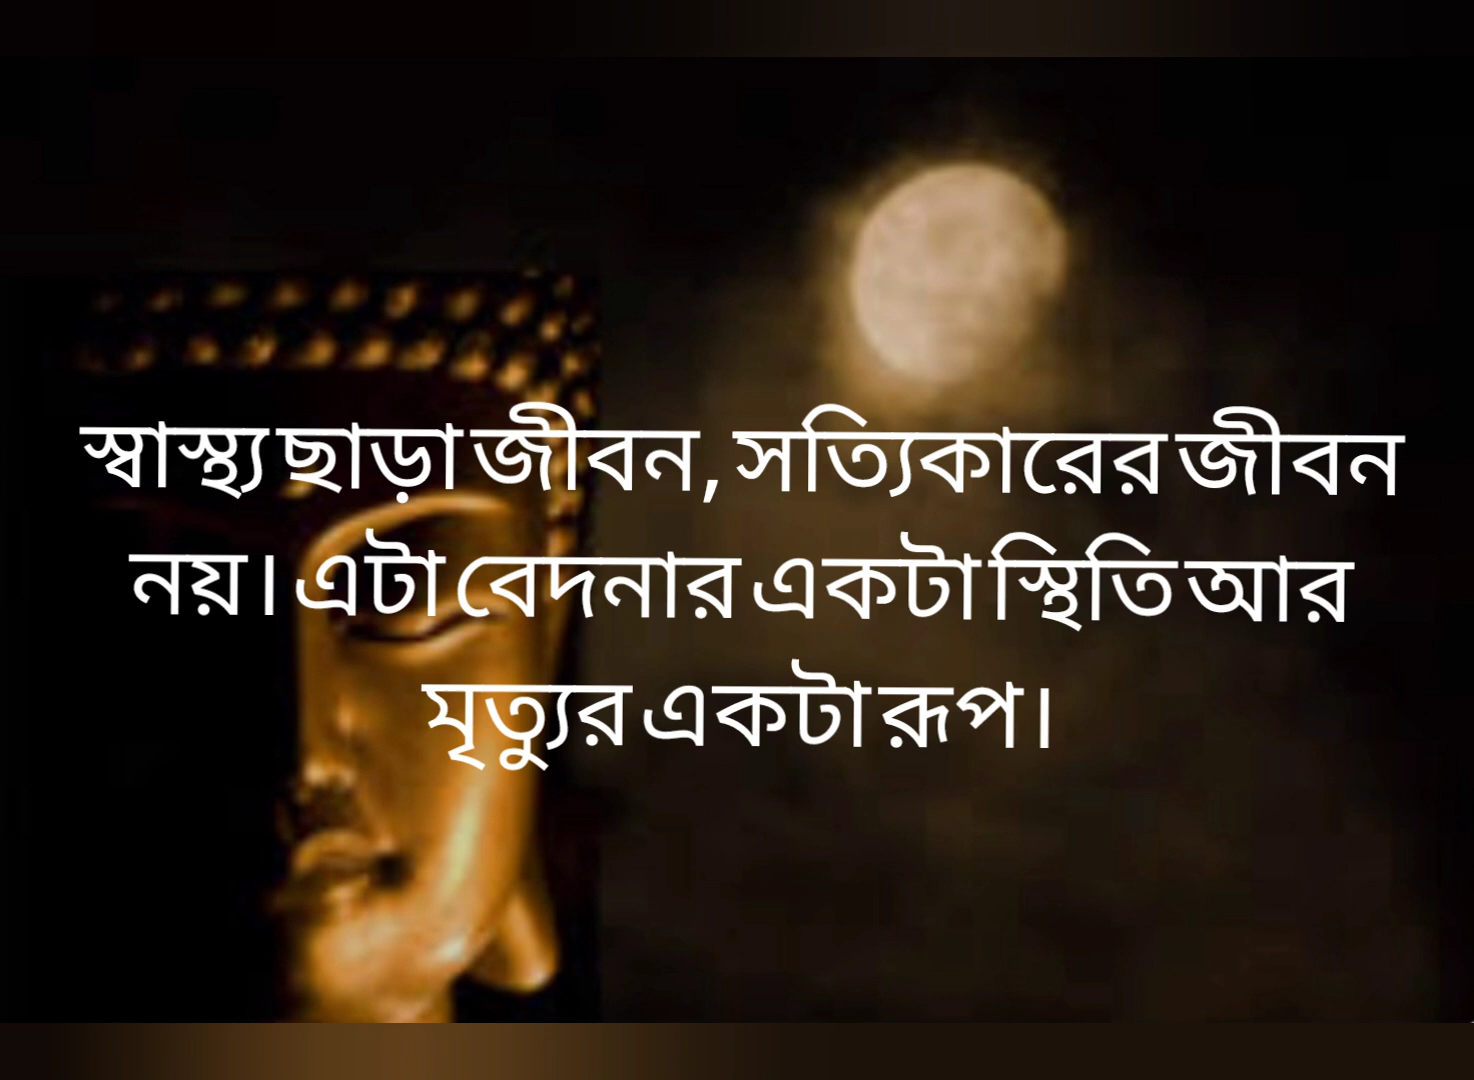 স্বাস্থ্য ছাড়া জীবন, সত্যিকারের জীবন
নয়। এটা বেদনার একটা স্থিতি আর
মৃত্যুর একটা রূপ।